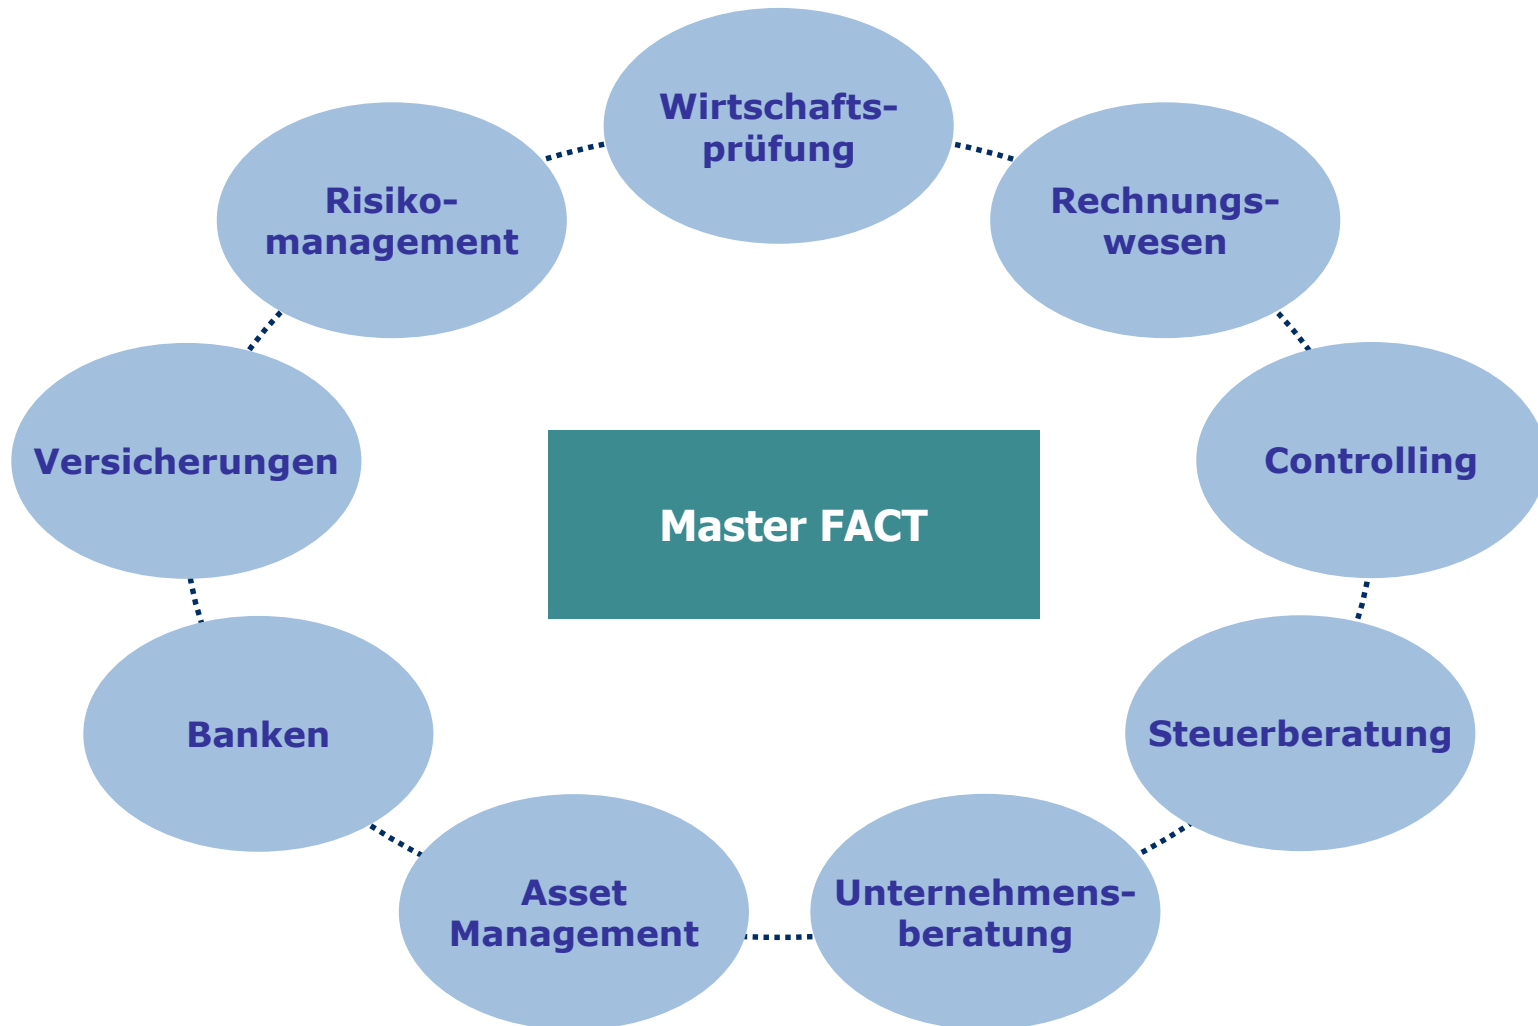 Wirtschafts-
prüfung
Risiko-
management
Rechnungs-
wesen
Versicherungen
Controlling
Master FACT
Banken
Steuerberatung
Asset
Management
Unternehmens-
beratung